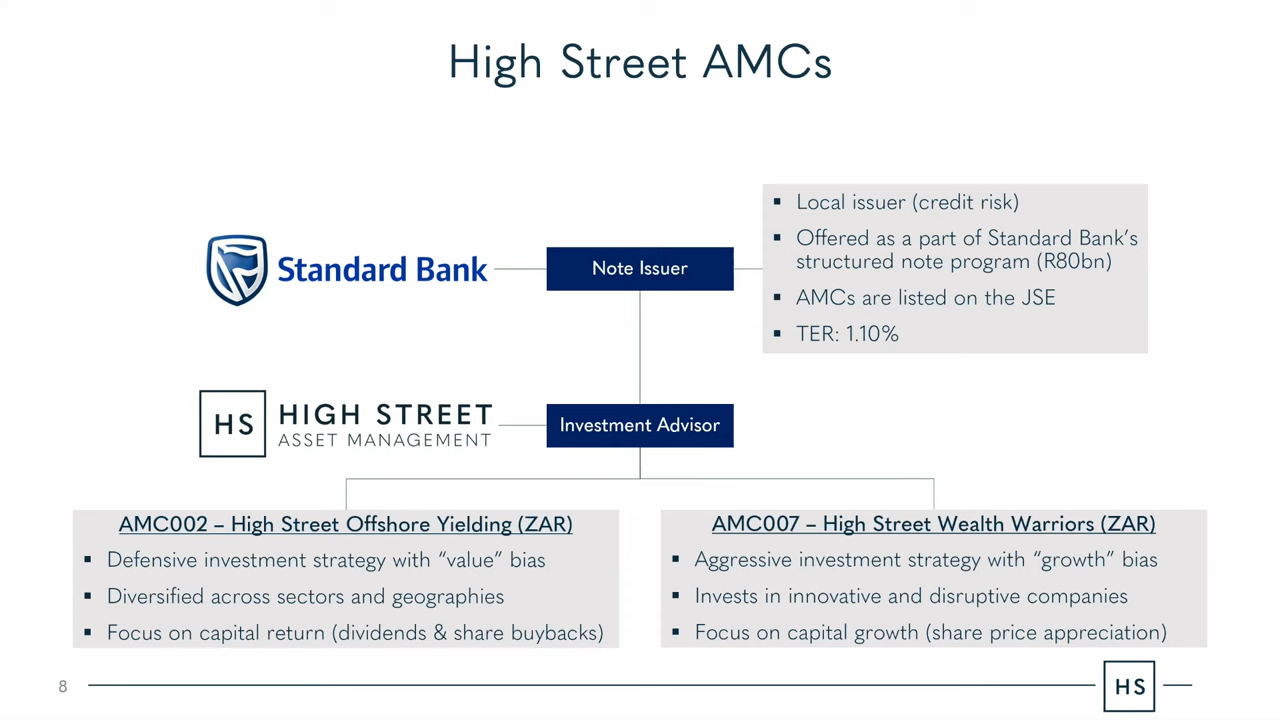 High Street AMCs
Standard Bank
Note Issuer
▪ Local issuer (credit risk)
▪ Offered as a part of Standard Bank’s
structured note program (R80bn)
▪ AMCs are listed on the JSE
▪ TER: 1.10%
HS
HIGH STREET
ASSET MANAGEMENT
Investment Advisor
AMC002 – High Street Offshore Yielding (ZAR)
▪ Defensive investment strategy with “value” bias
▪ Diversified across sectors and geographies
▪ Focus on capital return (dividends & share buybacks)
AMC007 – High Street Wealth Warriors (ZAR)
▪ Aggressive investment strategy with “growth” bias
▪ Invests in innovative and disruptive companies
▪ Focus on capital growth (share price appreciation)
8
HS